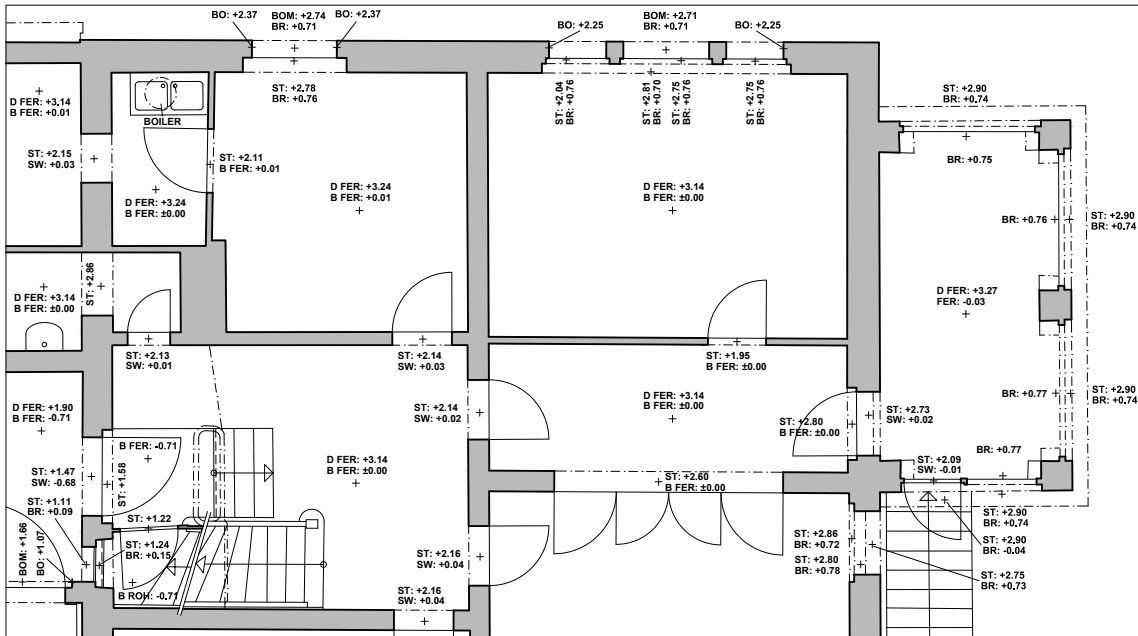 BO: +2.37
BOM: +2.74
BR: +0.71
BO: +2.37
BO: +2.25
BOM: +2.71
BR: +0.71
BO: +2.25
D FER: +3.14
B FER: +0.01
BOILER
ST: +2.78
BR: +0.76
ST: +2.04
BR: +0.76
ST: +2.81
BR: +0.70
ST: +2.75
BR: +0.76
ST: +2.75
BR: +0.76
ST: +2.90
BR: +0.74
ST: +2.15
SW: +0.03
ST: +2.11
B FER: +0.01
BR: +0.75
D FER: +3.24
B FER: ±0.00
D FER: +3.24
B FER: +0.01
D FER: +3.14
B FER: ±0.00
BR: +0.76
ST: +2.90
BR: +0.74
ST: +2.86
D FER: +3.14
B FER: ±0.00
D FER: +3.27
FER: -0.03
ST: +2.13
SW: +0.01
ST: +2.14
SW: +0.03
ST: +1.95
B FER: ±0.00
D FER: +1.90
B FER: -0.71
ST: +2.14
SW: +0.02
D FER: +3.14
B FER: ±0.00
ST: +2.80
B FER: ±0.00
ST: +2.73
SW: +0.02
BR: +0.77
ST: +2.90
BR: +0.74
B FER: -0.71
D FER: +3.14
B FER: ±0.00
ST: +1.47
SW: -0.68
ST: +1.58
ST: +2.60
B FER: ±0.00
ST: +2.09
SW: -0.01
BR: +0.77
ST: +1.11
BR: +0.09
ST: +1.22
ST: +2.90
BR: +0.74
BOM: +1.66
BO: +1.07
ST: +1.24
BR: +0.15
ST: +2.16
SW: +0.04
ST: +2.86
BR: +0.72
ST: +2.90
BR: -0.04
ST: +2.80
BR: +0.78
ST: +2.75
BR: +0.73
B ROH: -0.71
ST: +2.16
SW: +0.04